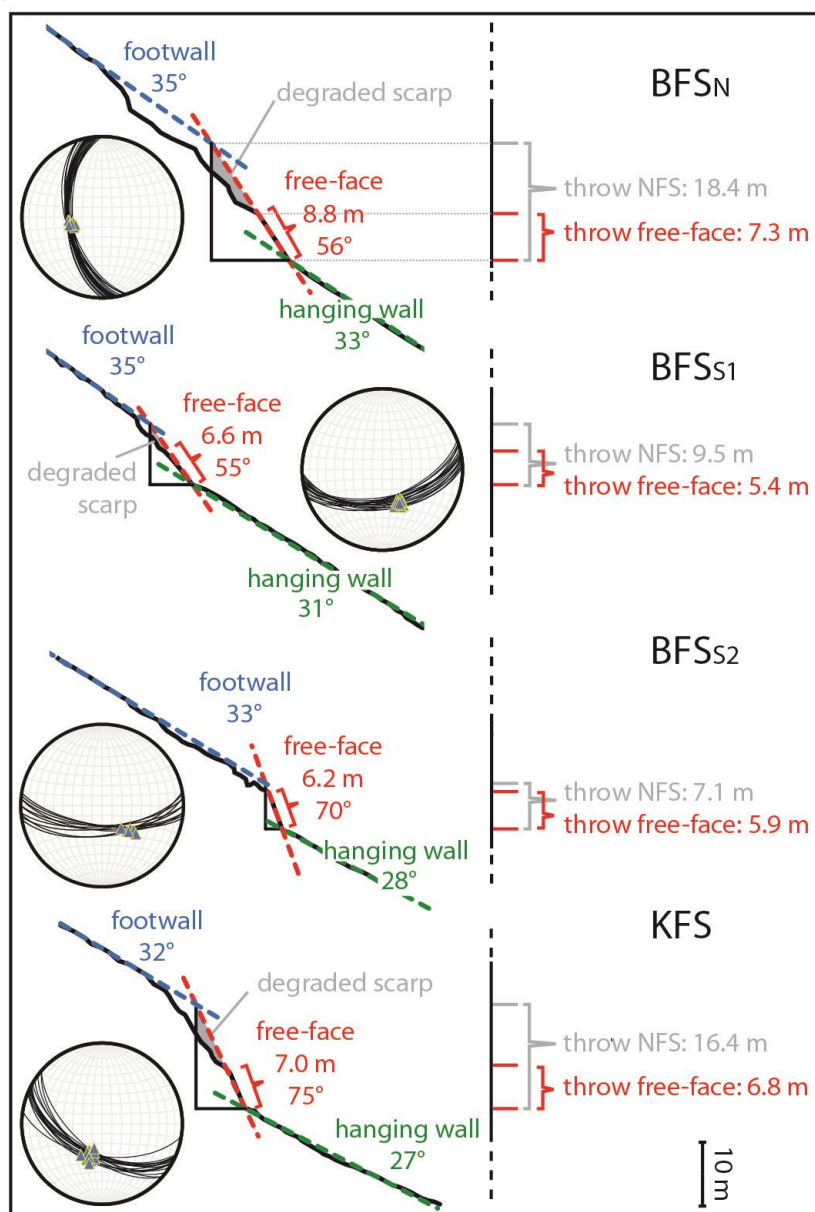 footwall
35°
degraded scarp
BFSN
free-face
8.8 m
56°
throw NFS: 18.4 m
throw free-face: 7.3 m
hanging wall
33°
footwall
35°
BFSS1
free-face
6.6 m
55°
degraded
scarp
throw NFS: 9.5 m
throw free-face: 5.4 m
hanging wall
31°
BFSS2
footwall
33°
free-face
6.2 m
70°
throw NFS: 7.1 m
throw free-face: 5.9 m
hanging wall
28°
footwall
32°
KFS
degraded scarp
free-face
7.0 m
75°
throw NFS: 16.4 m
throw free-face: 6.8 m
hanging wall
27°
10 m